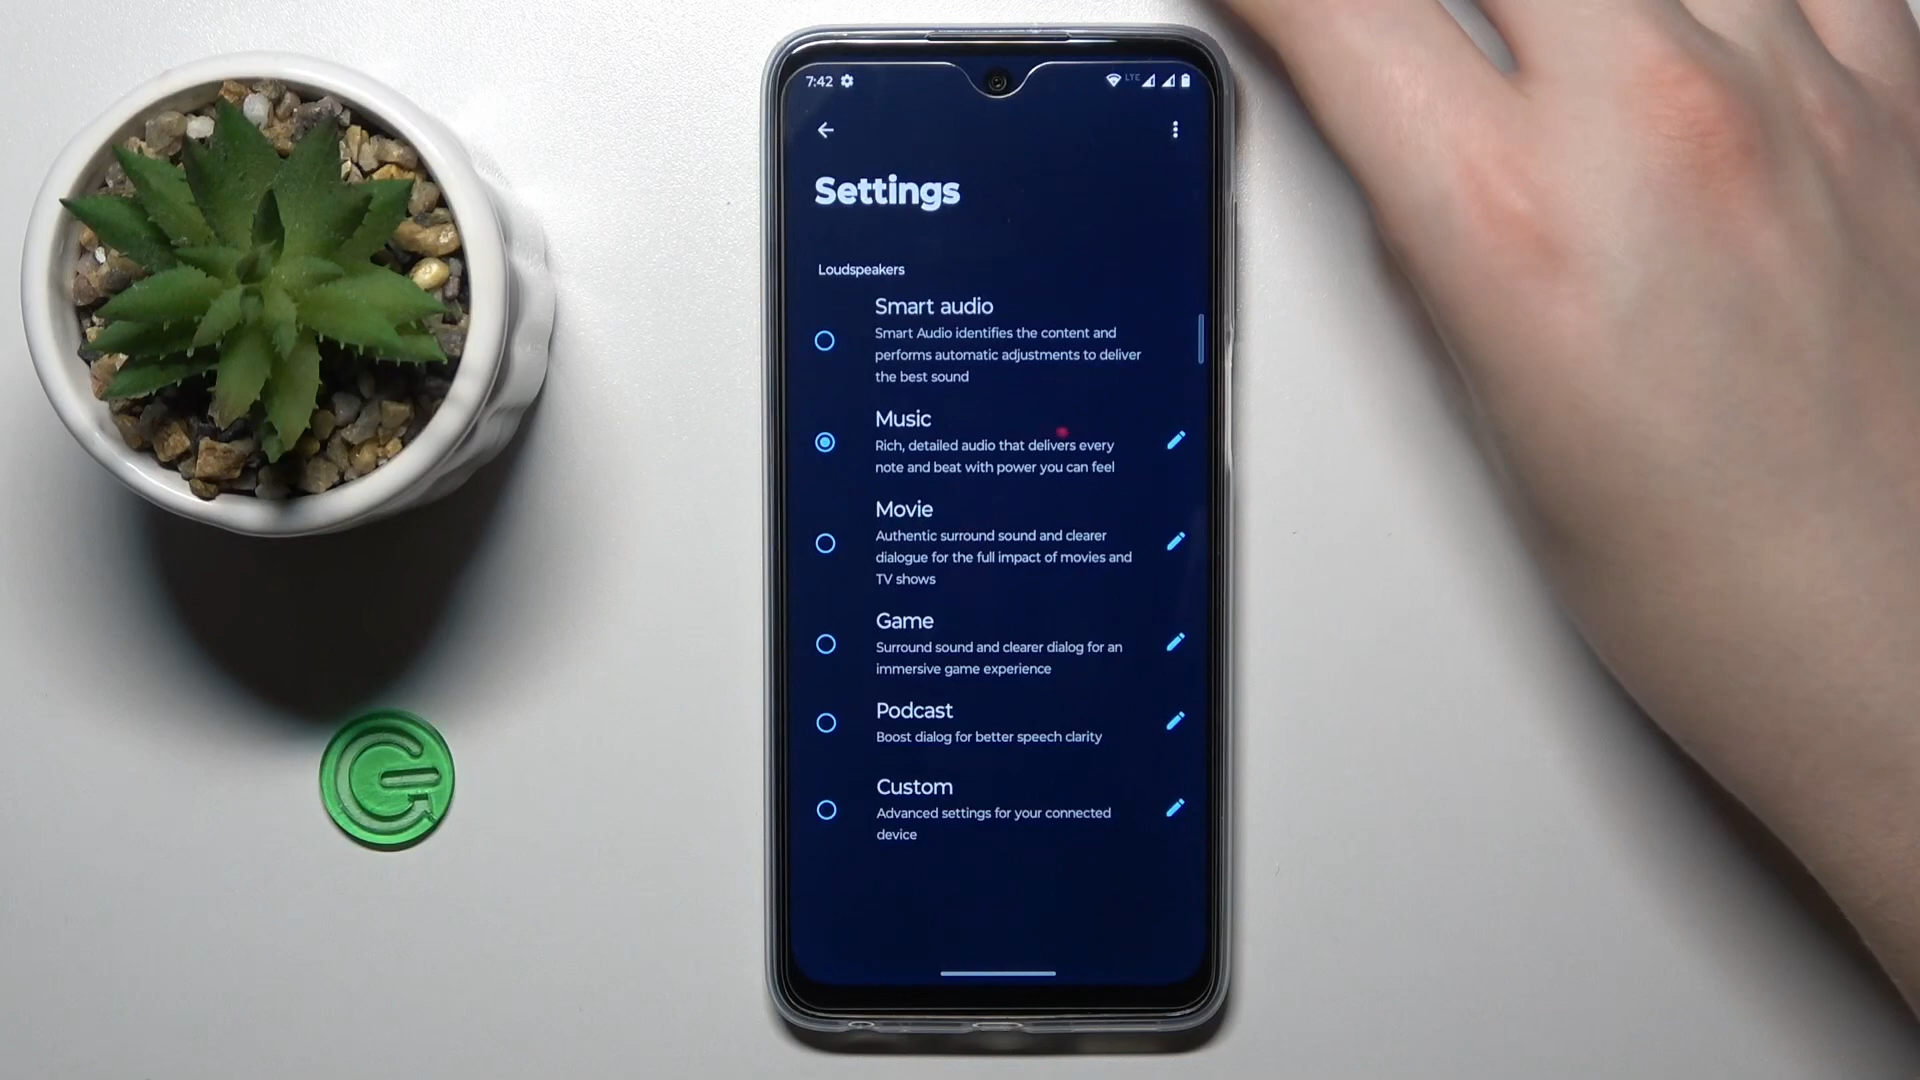 7:42
LTE
Settings
Loudspeakers
Smart audio
Smart Audio identifies the content and
performs automatic adjustments to deliver
the best sound
Music
Rich, detailed audio that delivers every
note and beat with power you can feel
Movie
Authentic surround sound and clearer
dialogue for the full impact of movies and
TV shows
Game
Surround sound and clearer dialog for an
immersive game experience
Podcast
Boost dialog for better speech clarity
Custom
Advanced settings for your connected
device